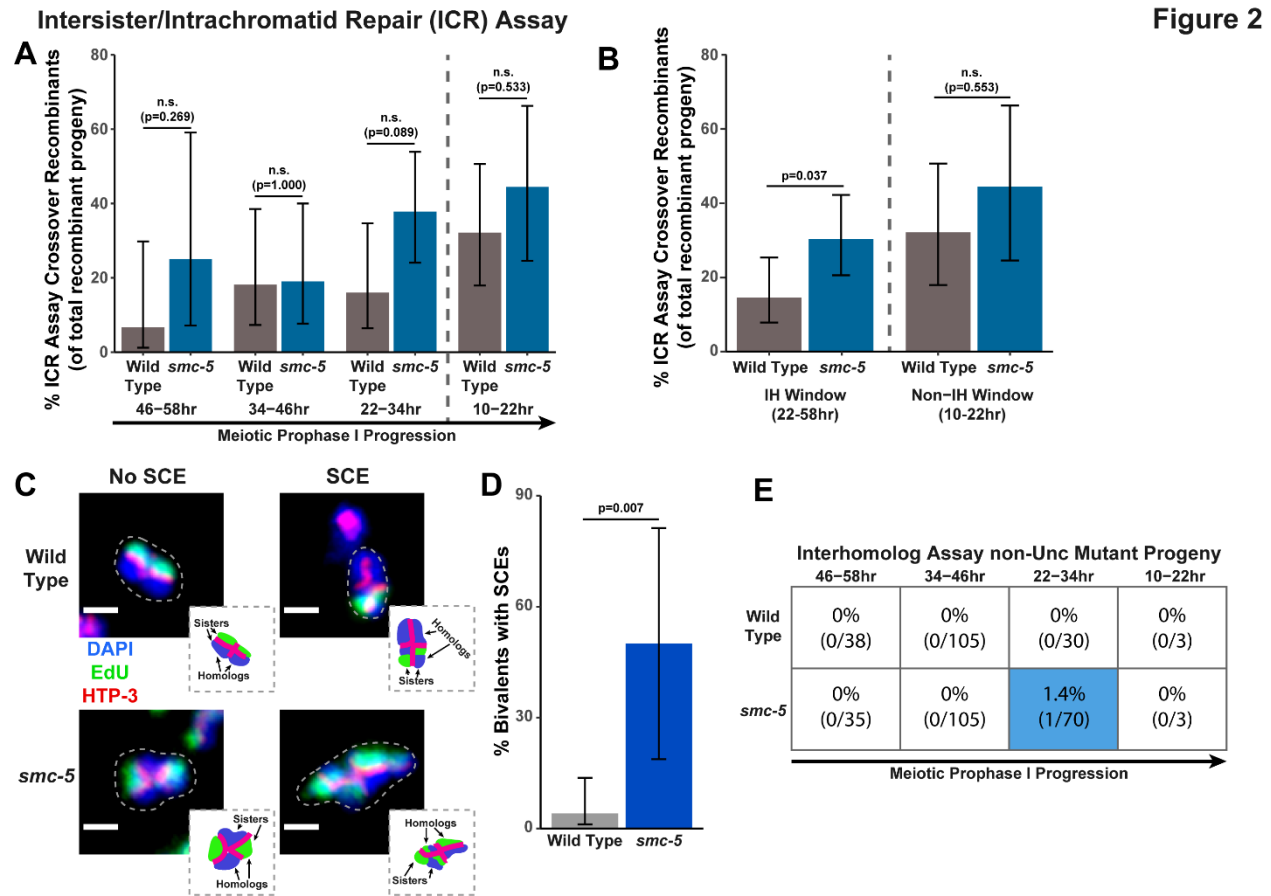 Intersister/Intrachromatid Repair (ICR) Assay
Figure 2
A
% ICR Assay Crossover Recombinants
(of total recombinant progeny)
80
60
40
20
0
n.s.
(p=0.269)
n.s.
(p=1.000)
n.s.
(p=0.089)
n.s.
(p=0.533)
Wild Type smc-5 Wild Type smc-5 Wild Type smc-5 Wild Type smc-5
46−58hr 34−46hr 22−34hr 10−22hr
Meiotic Prophase I Progression
B
% ICR Assay Crossover Recombinants
(of total recombinant progeny)
80
60
40
20
0
p=0.037
n.s.
(p=0.553)
Wild Type smc-5 Wild Type smc-5
IH Window
(22-58hr)
Non−IH Window
(10-22hr)
C
No SCE
SCE
Wild
Type
DAPI
EdU
HTP-3
Sisters
Homologs
Homologs
Sisters
smc-5
Sisters
Homologs
Homologs
Sisters
D
% Bivalents with SCEs
90
60
30
0
p=0.007
Wild Type smc-5
E
Interhomolog Assay non-Unc Mutant Progeny
46−58hr 34−46hr 22−34hr 10−22hr
Wild
Type
0% 0% 0% 0%
(0/38) (0/105) (0/30) (0/3)
smc-5
0% 0% 1.4% 0%
(0/35) (0/105) (1/70) (0/3)
Meiotic Prophase I Progression